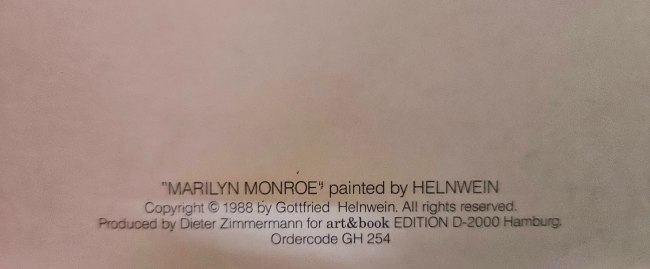 "MARILYN MONROE" painted by HELNWEIN
Copyright © 1988 by Gottfried Helnwein. All rights reserved.
Produced by Dieter Zimmermann for art&book EDITION D-2000 Hamburg.
Ordercode GH 254